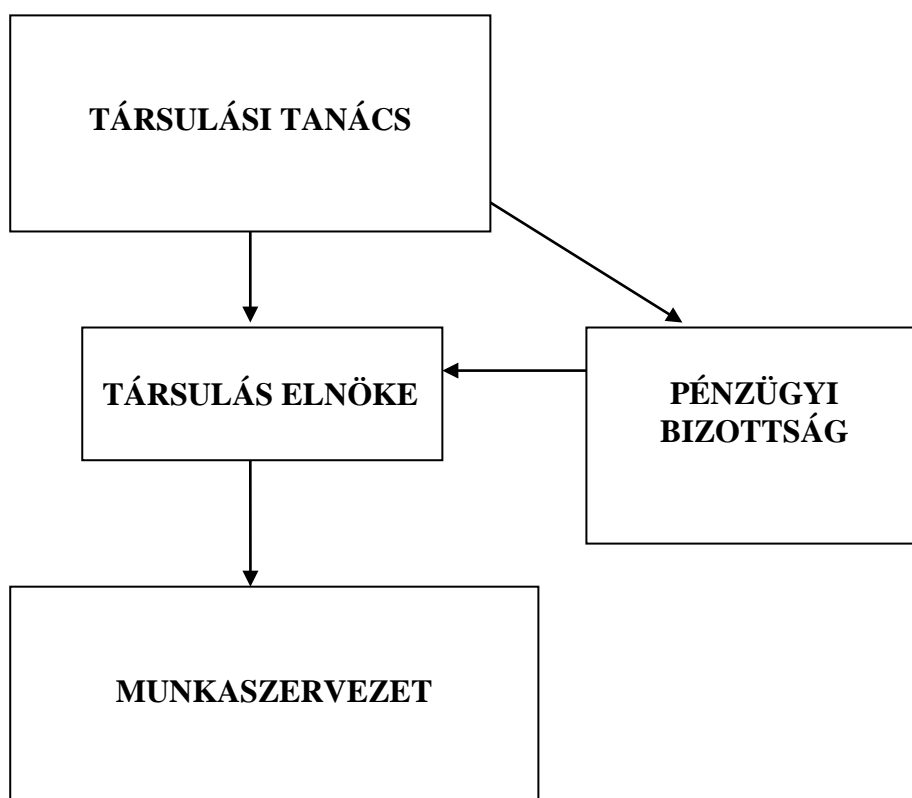 TÁRSULÁSI TANÁCS
TÁRSULÁS ELNÖKE
PÉNZÜGYI
BIZOTTSÁG
MUNKASZERVEZET